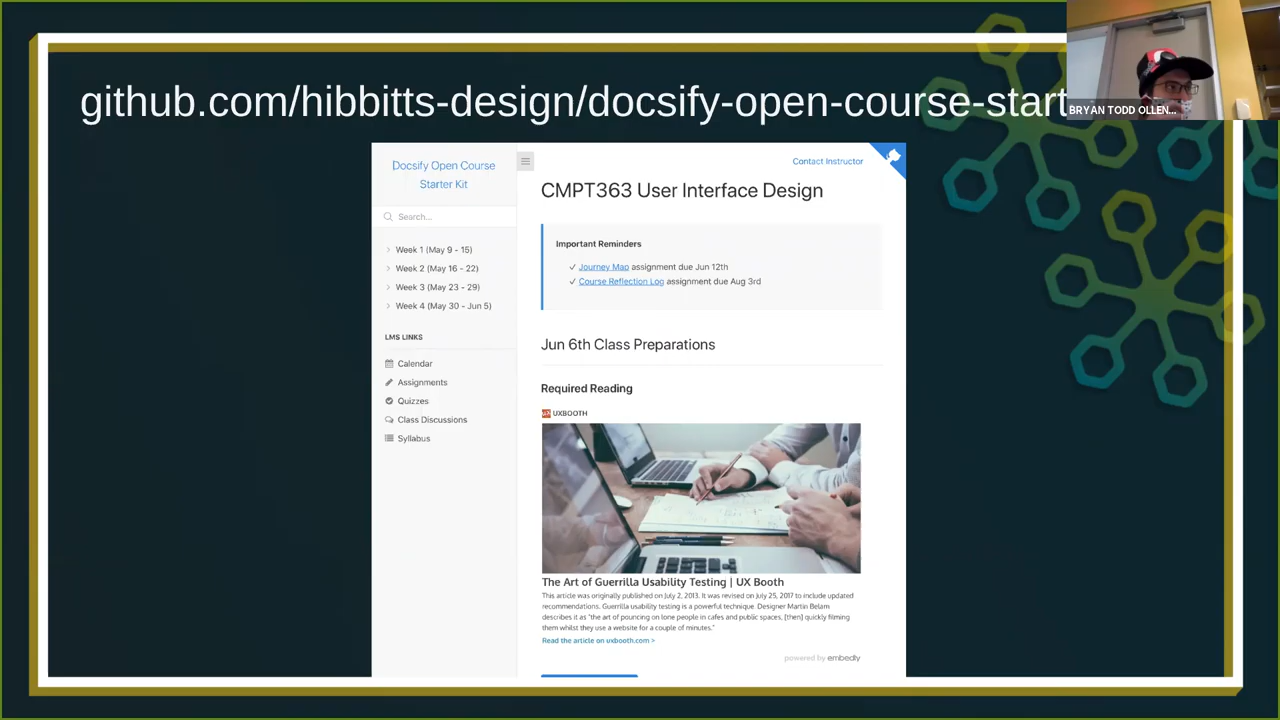 github.com/hibbitts-design/docsify-open-course-start
BRYAN TODD OLLEN...
Docsify Open Course
Starter Kit
Search...
Week 1 (May 9 - 15)
Week 2 (May 16 - 22)
Week 3 (May 23 - 29)
Week 4 (May 30 - Jun 5)
LMS LINKS
Calendar
Assignments
Quizzes
Class Discussions
Syllabus
Contact Instructor
CMPT363 User Interface Design
Important Reminders
✓ Journey Map assignment due Jun 12th
✓ Course Reflection Log assignment due Aug 3rd
Jun 6th Class Preparations
Required Reading
UXBOOTH
The Art of Guerrilla Usability Testing | UX Booth
This article was originally published on July 2, 2013. It was revised on July 25, 2017 to include updated
recommendations. Guerrilla usability testing is a powerful technique. Designer Martin Belam
describes it as "the art of pouncing on lone people in cafes and public spaces, [then] quickly filming
them whilst they use a website for a couple of minutes."
Read the article on uxbooth.com >
powered by embedly